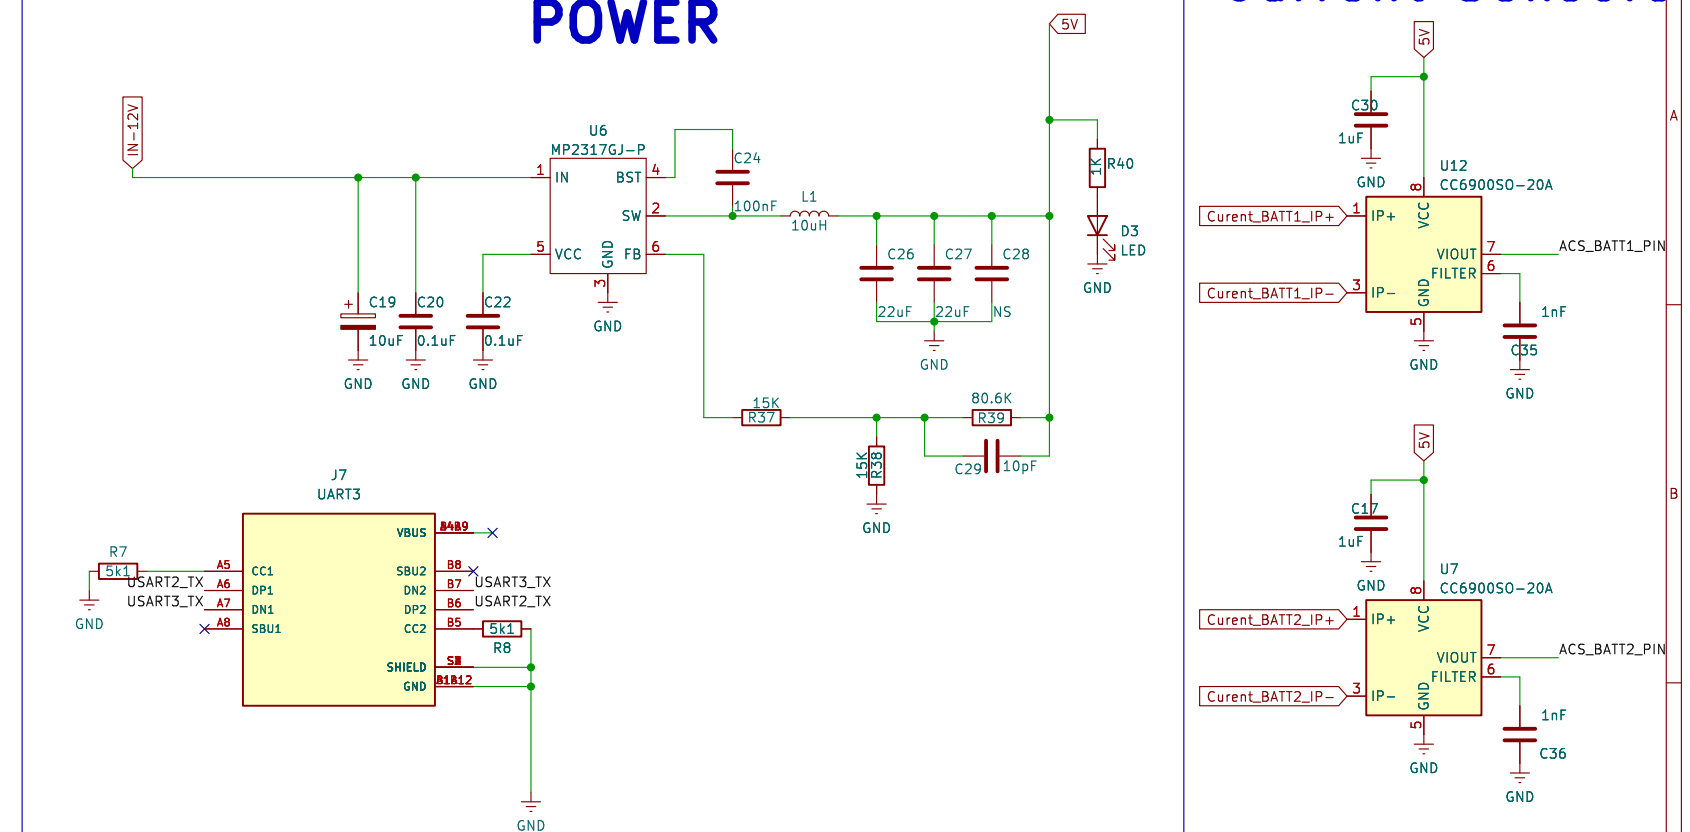 POWER
5V
IN-12V
U6
MP2317GJ-P
1
IN
BST
4
SW
2
5
VCC
GND
FB
6
3
GND
C24
100nF
L1
10uH
C19
10uF
GND
C20
0.1uF
GND
C22
0.1uF
GND
C26
22uF
C27
22uF
C28
NS
GND
1K
R40
D3
LED
GND
15K
R37
15K
R38
GND
80.6K
R39
C29
10pF
J7
UART3
R7
5k1
GND
USART2_TX
USART3_TX
A5
A6
A7
A8
CC1
DP1
DN1
SBU1
VBUS
SBU2
DN2
DP2
CC2
SHIELD
GND
B8
B7
B6
B5
USART3_TX
USART2_TX
5k1
R8
GND
5V
C30
1uF
GND
U12
CC6900SO-20A
8
VCC
Curent_BATT1_IP+
1
IP+
Curent_BATT1_IP-
3
IP-
VIOUT
7
ACS_BATT1_PIN
FILTER
6
GND
5
GND
1nF
C35
GND
5V
C17
1uF
GND
U7
CC6900SO-20A
8
VCC
Curent_BATT2_IP+
1
IP+
Curent_BATT2_IP-
3
IP-
VIOUT
7
ACS_BATT2_PIN
FILTER
6
GND
5
GND
1nF
C36
GND
A
B